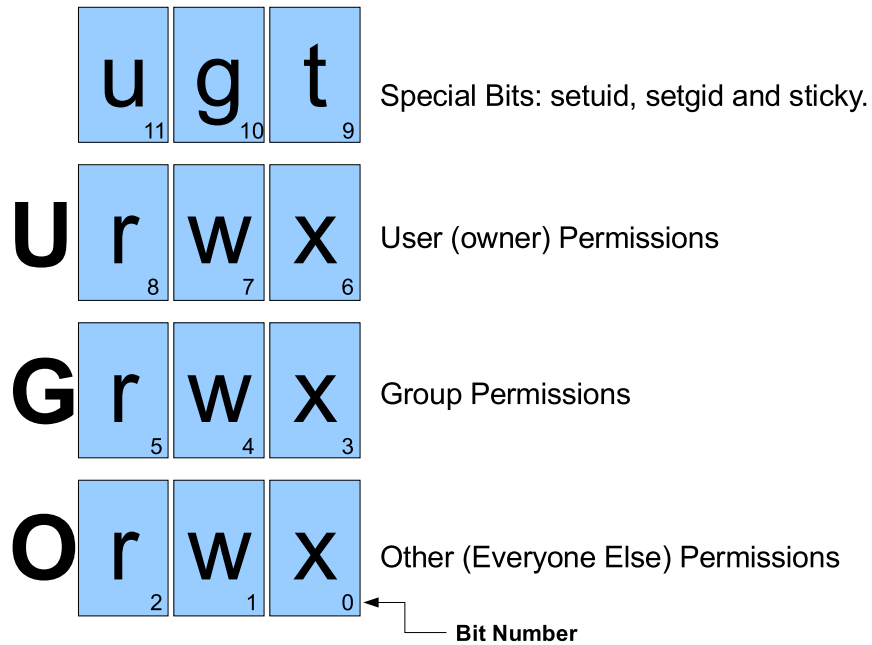 u g t Special Bits: setuid, setgid and sticky.
11 10 9
U r w x User (owner) Permissions
8 7 6
G r w x Group Permissions
5 4 3
O r w x Other (Everyone Else) Permissions
2 1 0
Bit Number